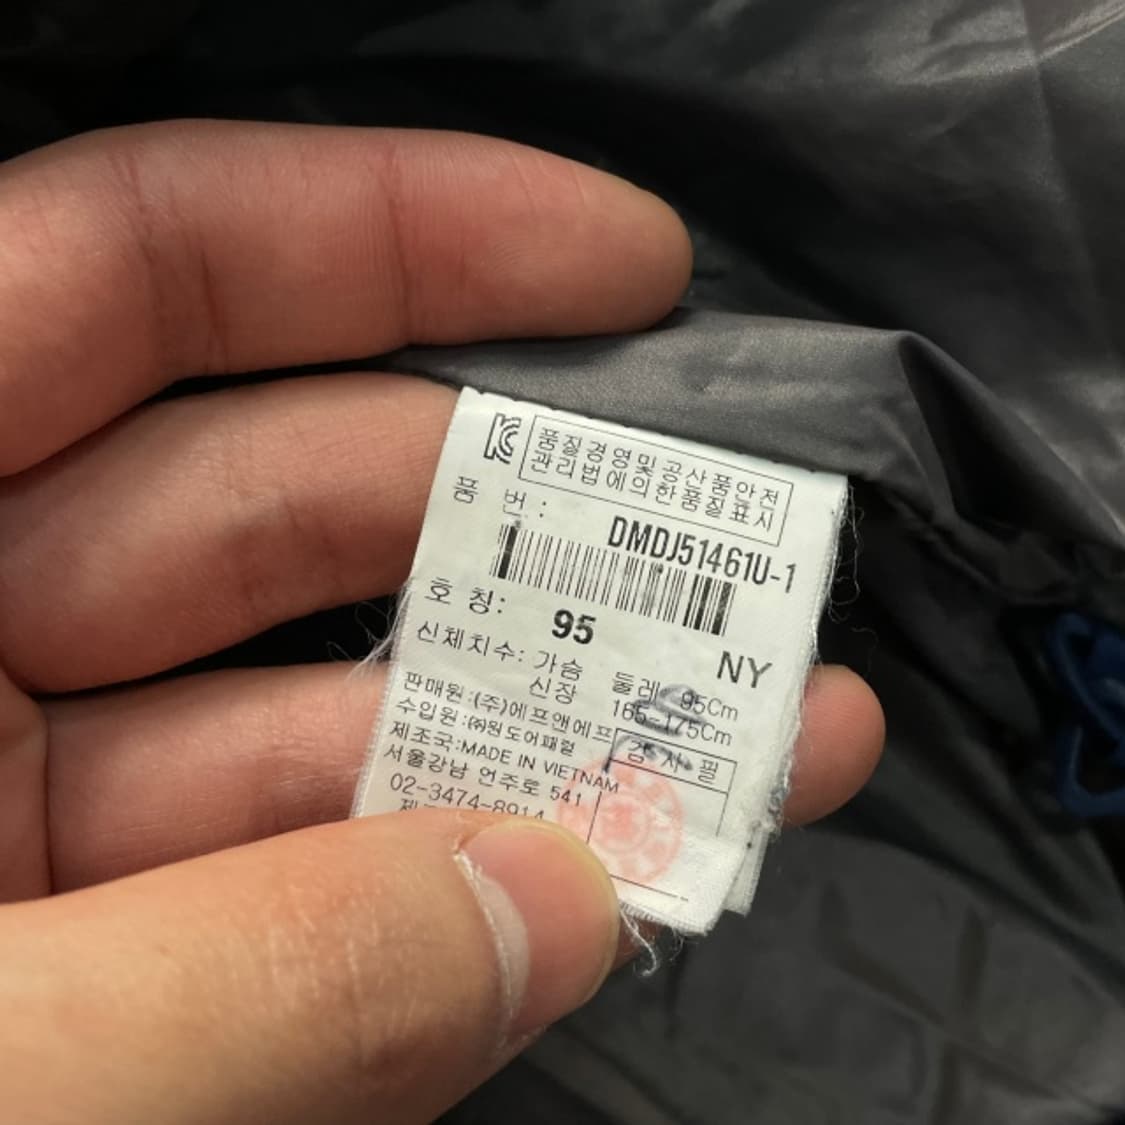 품질경영및공산품안전
관리법에의한품질표시
품 번 :
DMDJ51461U-1
호 칭: 95
NY
신체치수: 가슴 둘레 95Cm
신장 165-175Cm
판매원:(주)에프앤에프
수입원:㈜원도어패럴
검 사 필
제조국:MADE IN VIETNAM
서울강남 언주로 541
02-3474-8914